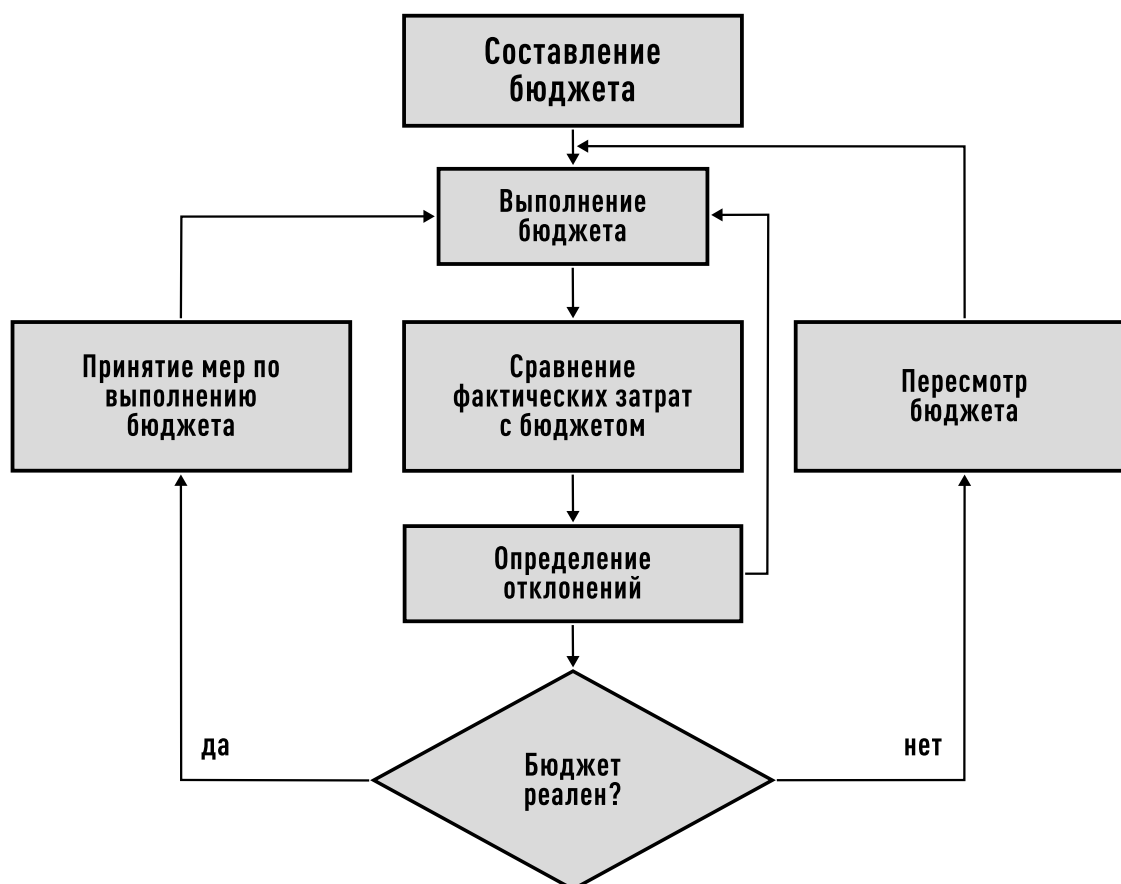 Составление
бюджета
Выполнение
бюджета
Принятие мер по
выполнению
бюджета
Сравнение
фактических затрат
с бюджетом
Пересмотр
бюджета
Определение
отклонений
да
нет
Бюджет
реален?